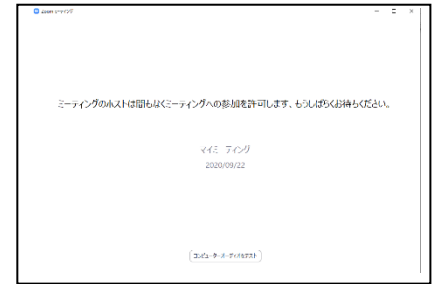 Zoom ミーティング
ミーティングのホストは間もなくミーティングへの参加を許可します、もうしばらくお待ちください。
マイミーティング
2020/09/22
コンピューターオーディオのテスト